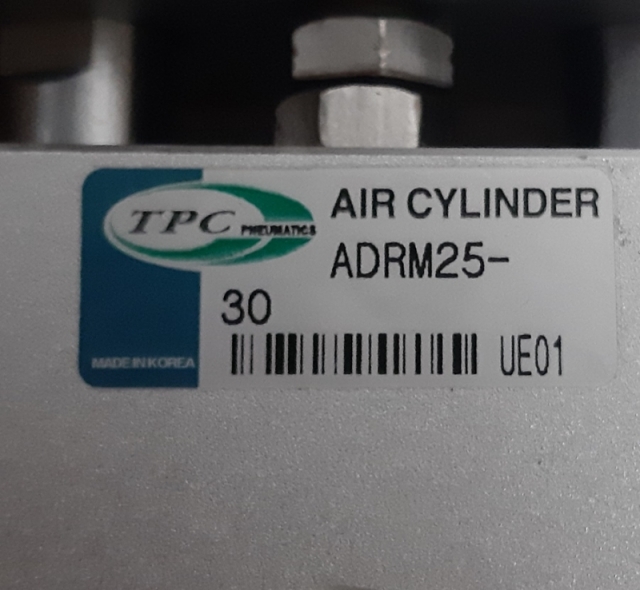 TPC
PNEUMATICS
AIR CYLINDER
ADRM25-
30
MADE IN KOREA
UE01